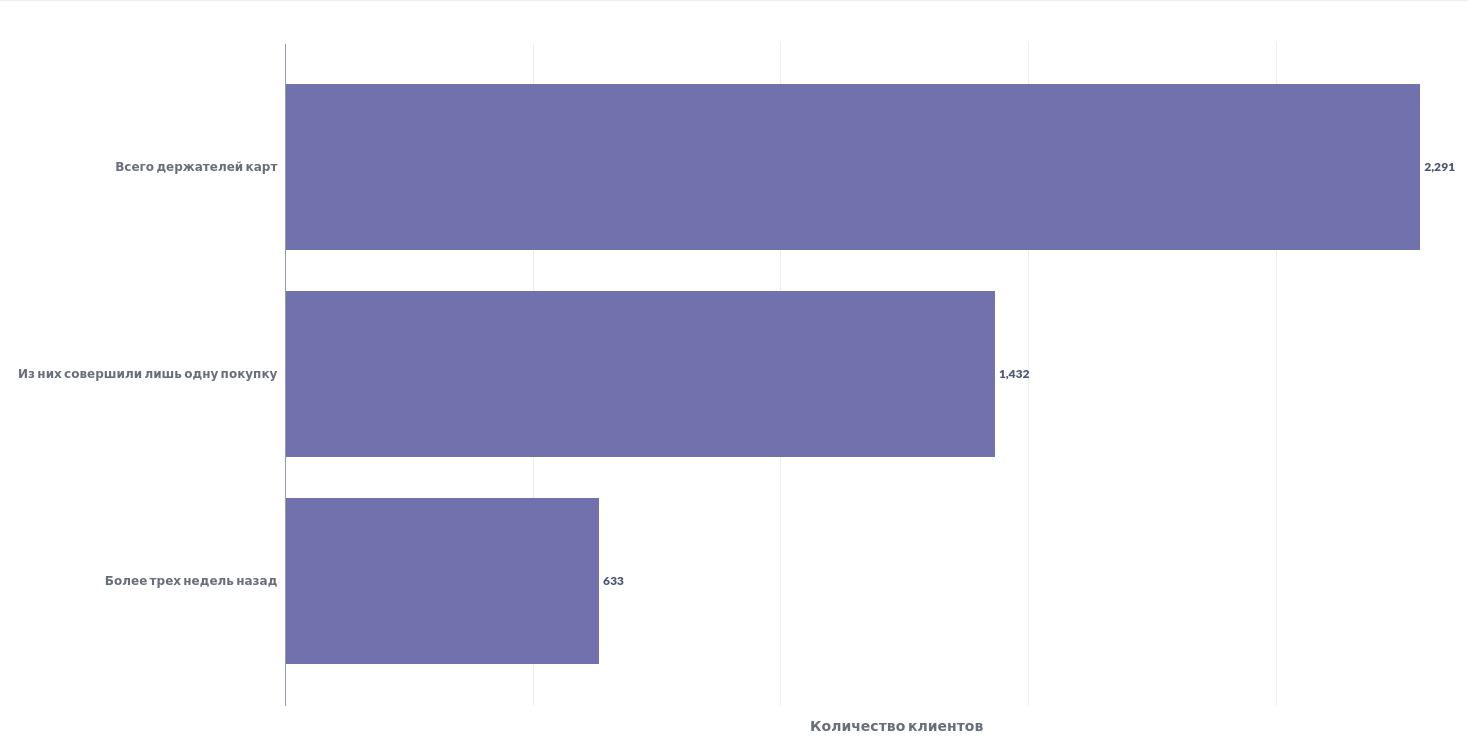 Всего держателей карт
2,291
Из них совершили лишь одну покупку
1,432
Более трех недель назад
633
Количество клиентов